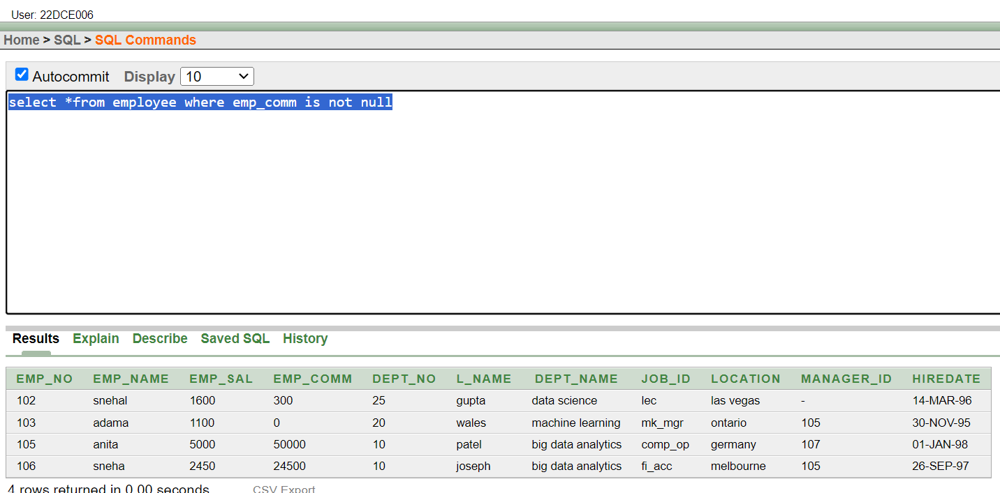 User: 22DCE006
Home > SQL > SQL Commands
Autocommit Display 10
select *from employee where emp_comm is not null
Results Explain Describe Saved SQL History
EMP_NO EMP_NAME EMP_SAL EMP_COMM DEPT_NO L_NAME DEPT_NAME JOB_ID LOCATION MANAGER_ID HIREDATE
102 snehal 1600 300 25 gupta data science lec las vegas - 14-MAR-96
103 adama 1100 0 20 wales machine learning mk_mgr ontario 105 30-NOV-95
105 anita 5000 50000 10 patel big data analytics comp_op germany 107 01-JAN-98
106 sneha 2450 24500 10 joseph big data analytics fi_acc melbourne 105 26-SEP-97
4 rows returned in 0.00 seconds CSV Export